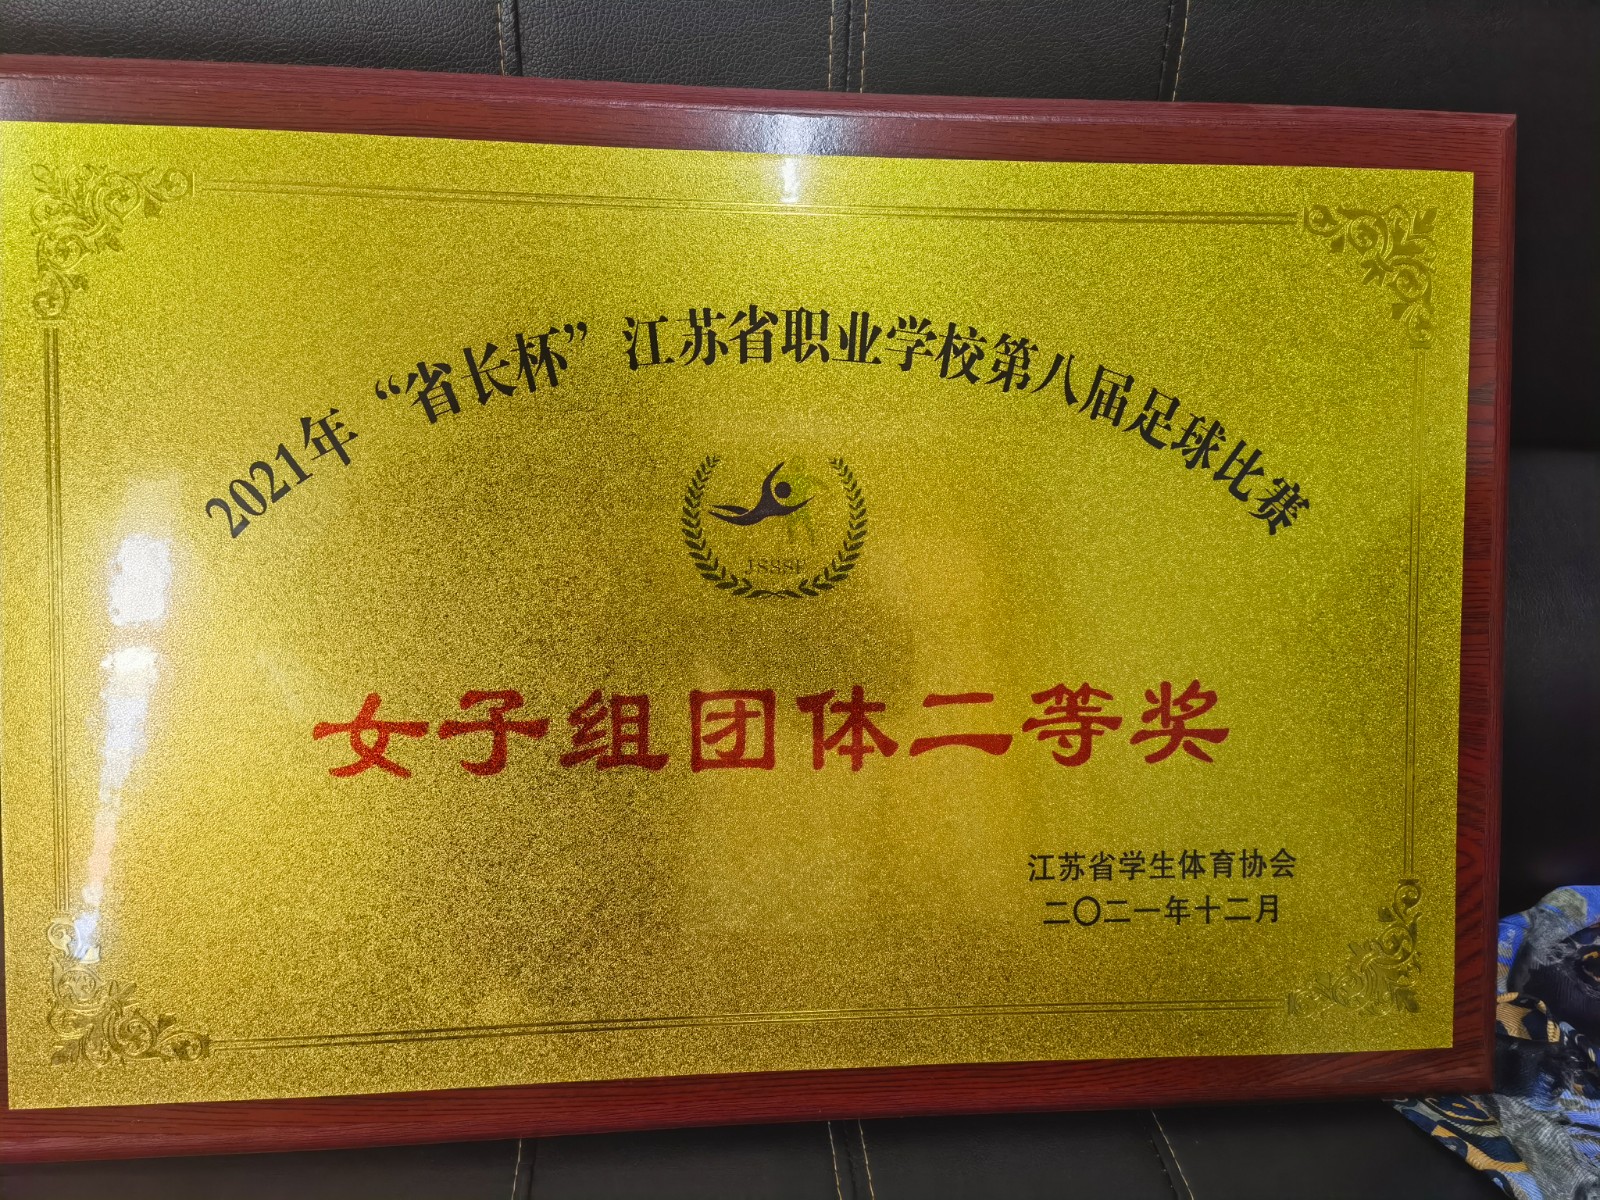 2021年“省长杯”江苏省职业学校第八届足球比赛
JSSSF
女子组团体二等奖
江苏省学生体育协会
二〇二一年十二月